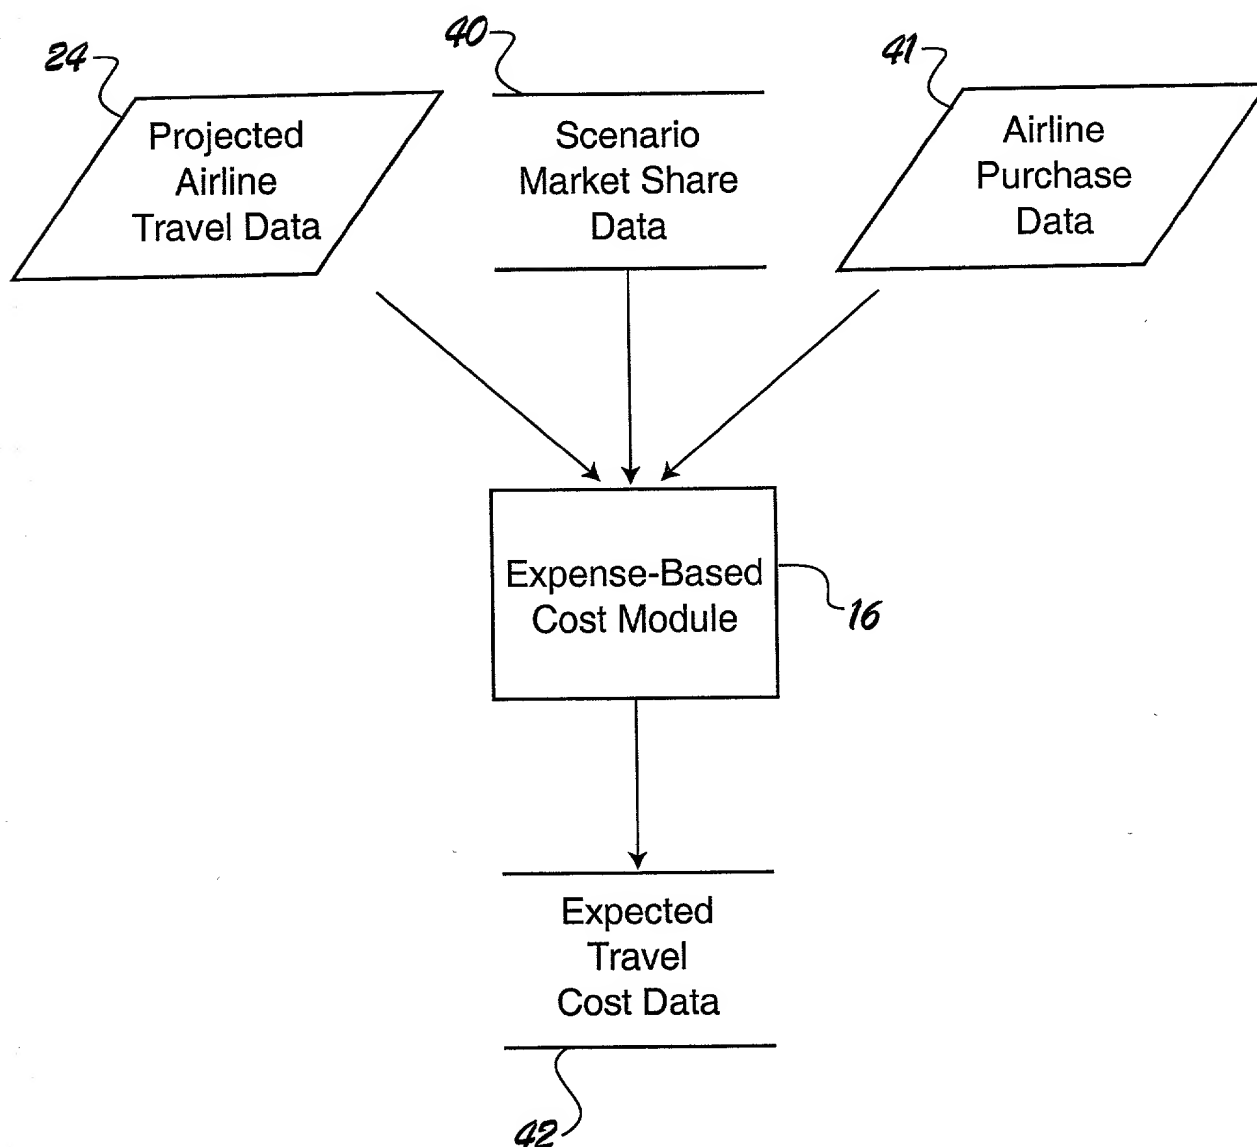 24
40
41
Projected
Airline
Travel Data
Scenario
Market Share
Data
Airline
Purchase
Data
Expense-Based
Cost Module
16
Expected
Travel
Cost Data
42